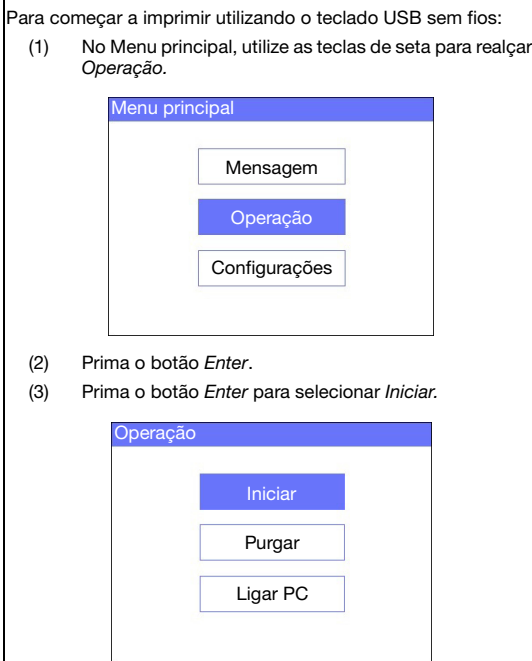 Para começar a imprimir utilizando o teclado USB sem fios:
(1) No Menu principal, utilize as teclas de seta para realçar
Operação.
Menu principal
Mensagem
Operação
Configurações
(2) Prima o botão Enter.
(3) Prima o botão Enter para selecionar Iniciar.
Operação
Iniciar
Purgar
Ligar PC